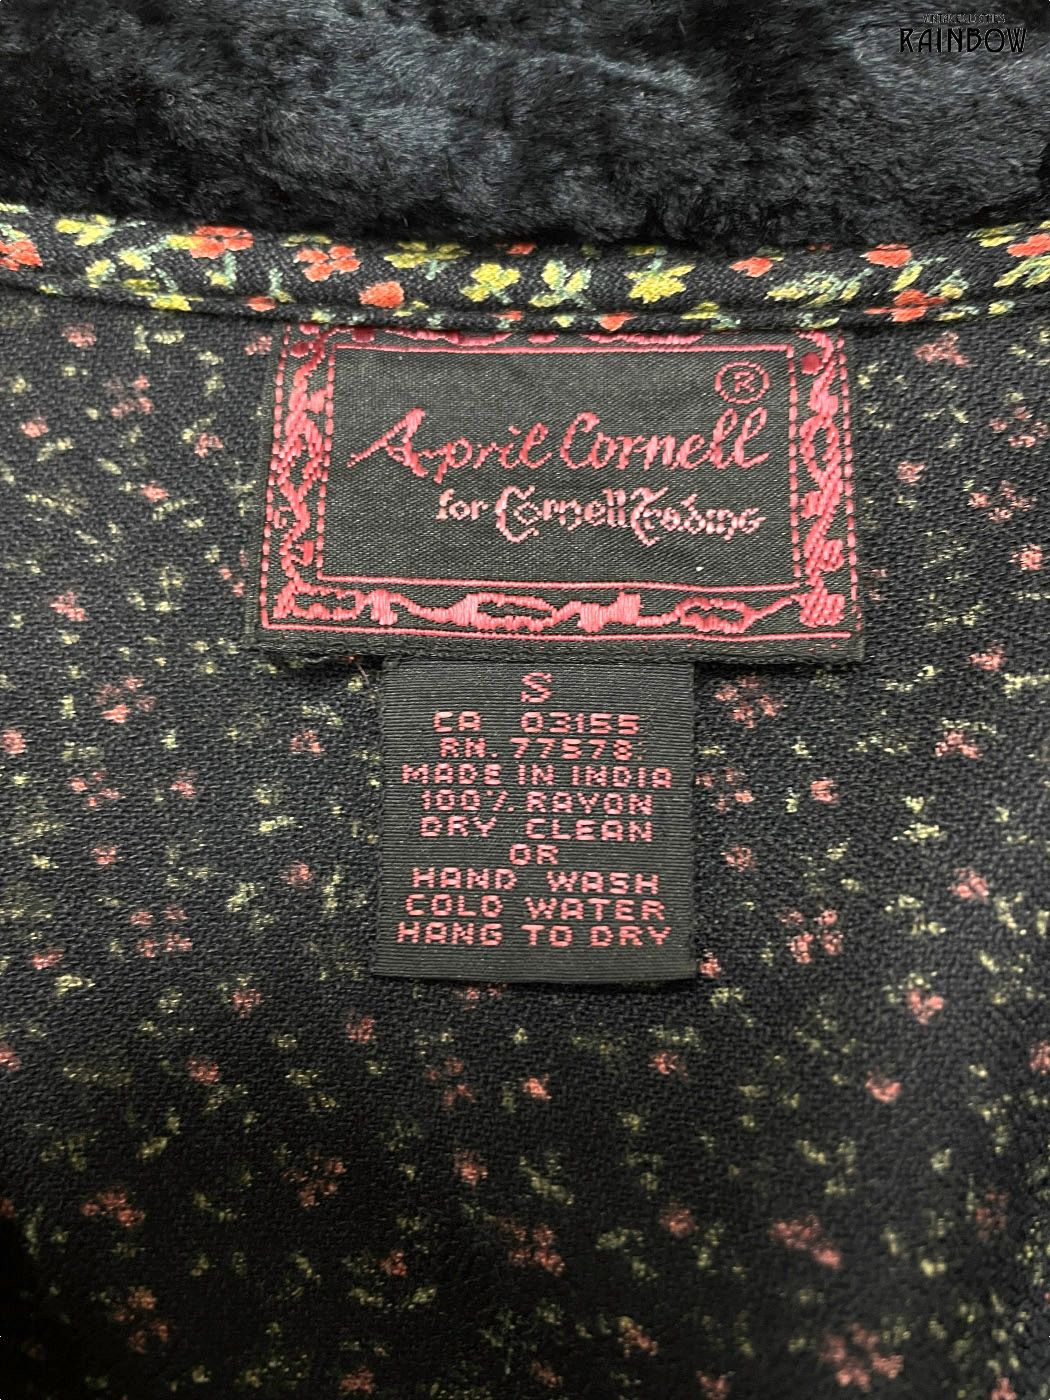 RAINBOW
®
April Cornell
for Cornell Trading
S
CA 03155
RN. 77578
MADE IN INDIA
100% RAYON
DRY CLEAN
OR
HAND WASH
COLD WATER
HANG TO DRY